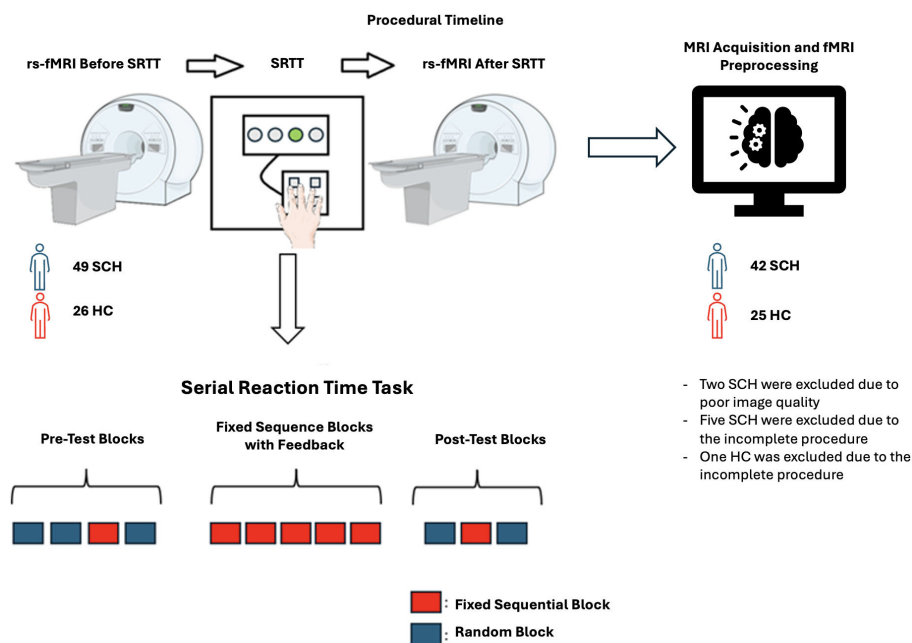 Procedural Timeline
rs-fMRI Before SRTT
SRTT
rs-fMRI After SRTT
MRI Acquisition and fMRI
Preprocessing
49 SCH
26 HC
42 SCH
25 HC
- Two SCH were excluded due to
poor image quality
- Five SCH were excluded due to
the incomplete procedure
- One HC was excluded due to the
incomplete procedure
Serial Reaction Time Task
Pre-Test Blocks
Fixed Sequence Blocks
with Feedback
Post-Test Blocks
: Fixed Sequential Block
: Random Block